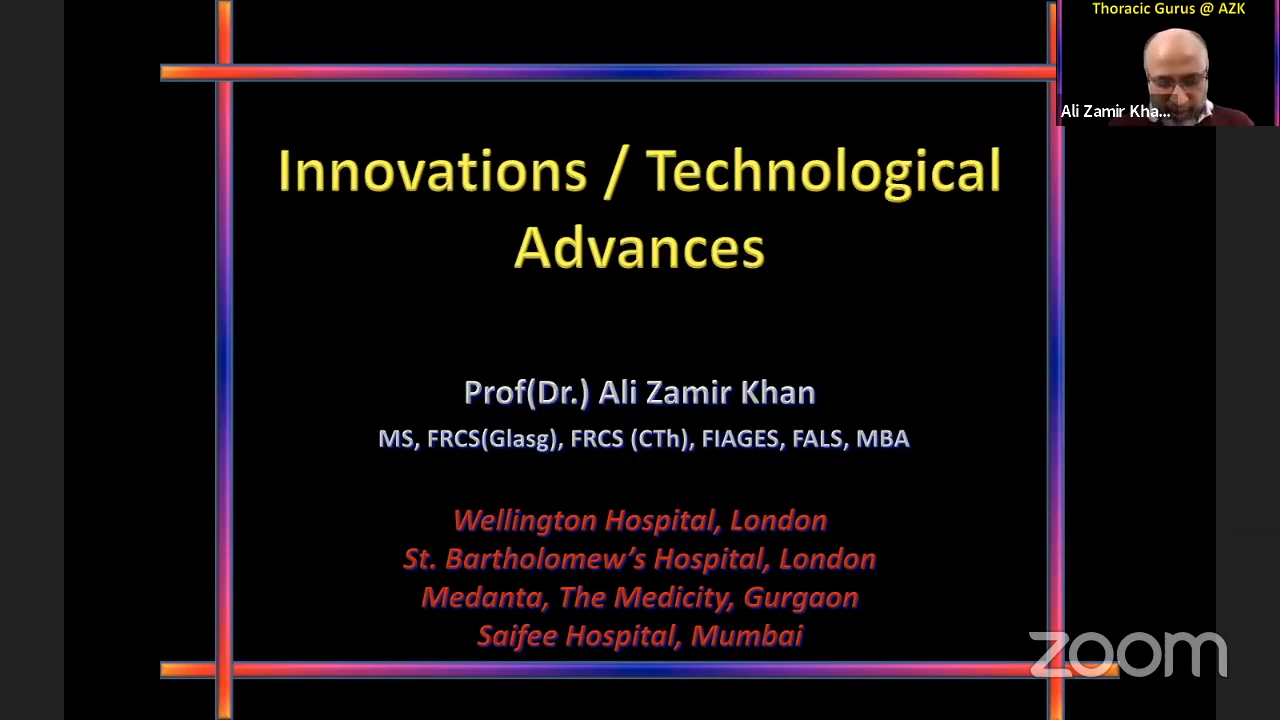 Thoracic Gurus @ AZK
Ali Zamir Kha...
Innovations / Technological
Advances
Prof(Dr.) Ali Zamir Khan
MS, FRCS(Glasg), FRCS (CTh), FIAGES, FALS, MBA
Wellington Hospital, London
St. Bartholomew’s Hospital, London
Medanta, The Medicity, Gurgaon
Saifee Hospital, Mumbai
zoom